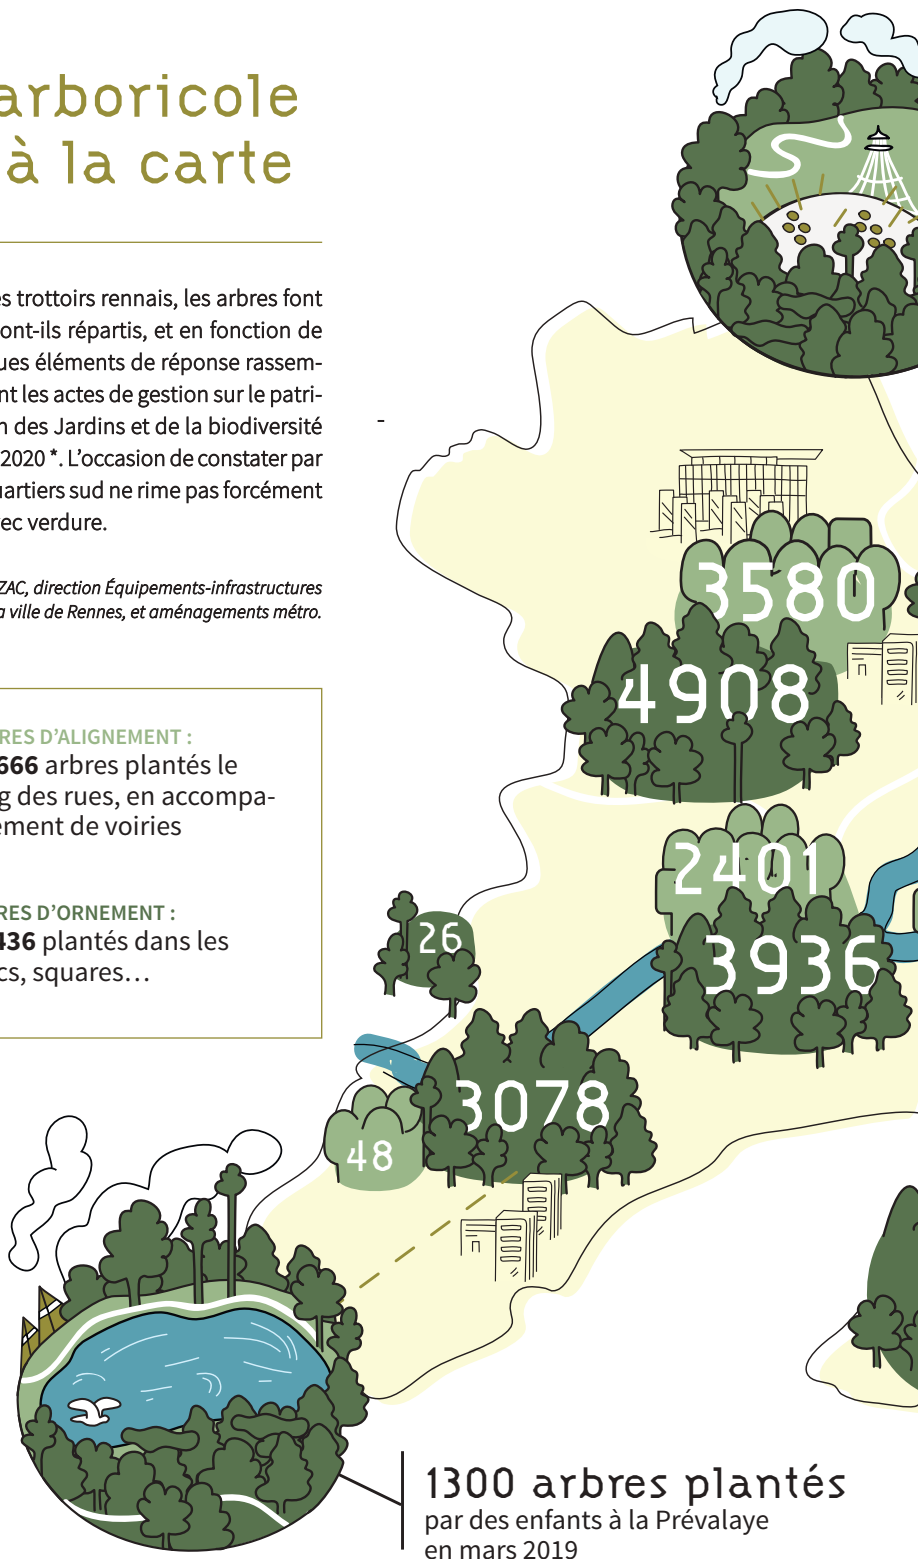 arboricole
à la carte
es trottoirs rennais, les arbres font
ont-ils répartis, et en fonction de
ues éléments de réponse rassem-
nt les actes de gestion sur le patri-
n des Jardins et de la biodiversité
2020 *. L’occasion de constater par
uartiers sud ne rime pas forcément
ec verdure.
ZAC, direction Équipements-infrastructures
a ville de Rennes, et aménagements métro.
RES D’ALIGNEMENT :
666 arbres plantés le
g des rues, en accompa-
ement de voiries
RES D’ORNEMENT :
436 plantés dans les
cs, squares…
-
3580
4908
2401
3936
26
3078
48
1300 arbres plantés
par des enfants à la Prévalaye
en mars 2019